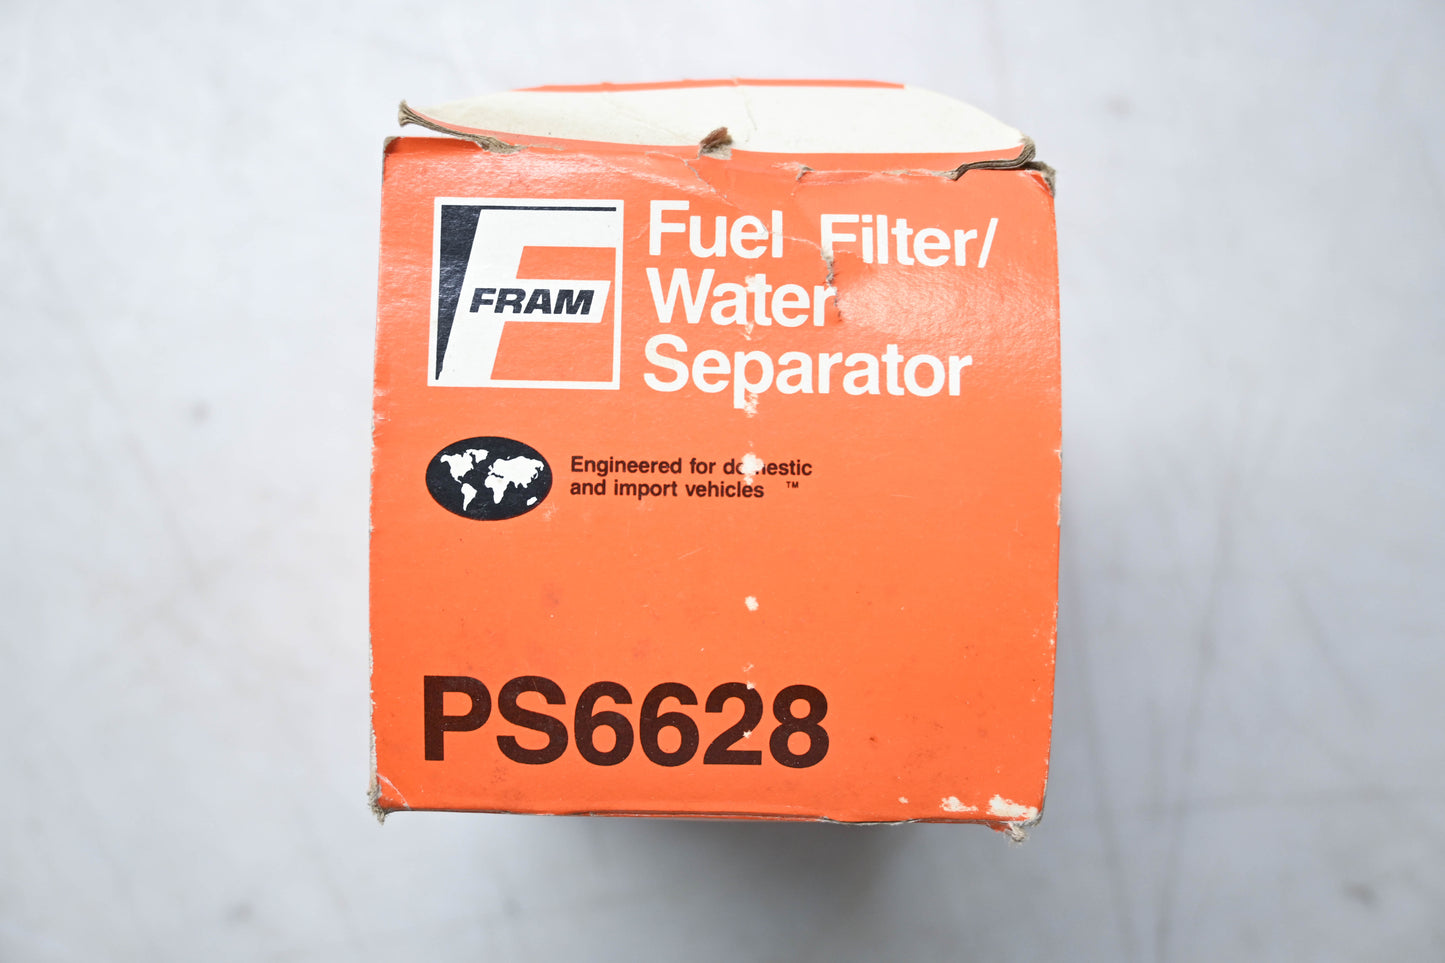 FRAM
Fuel Filter/
Water
Separator
Engineered for domestic
and import vehicles ™
PS6628